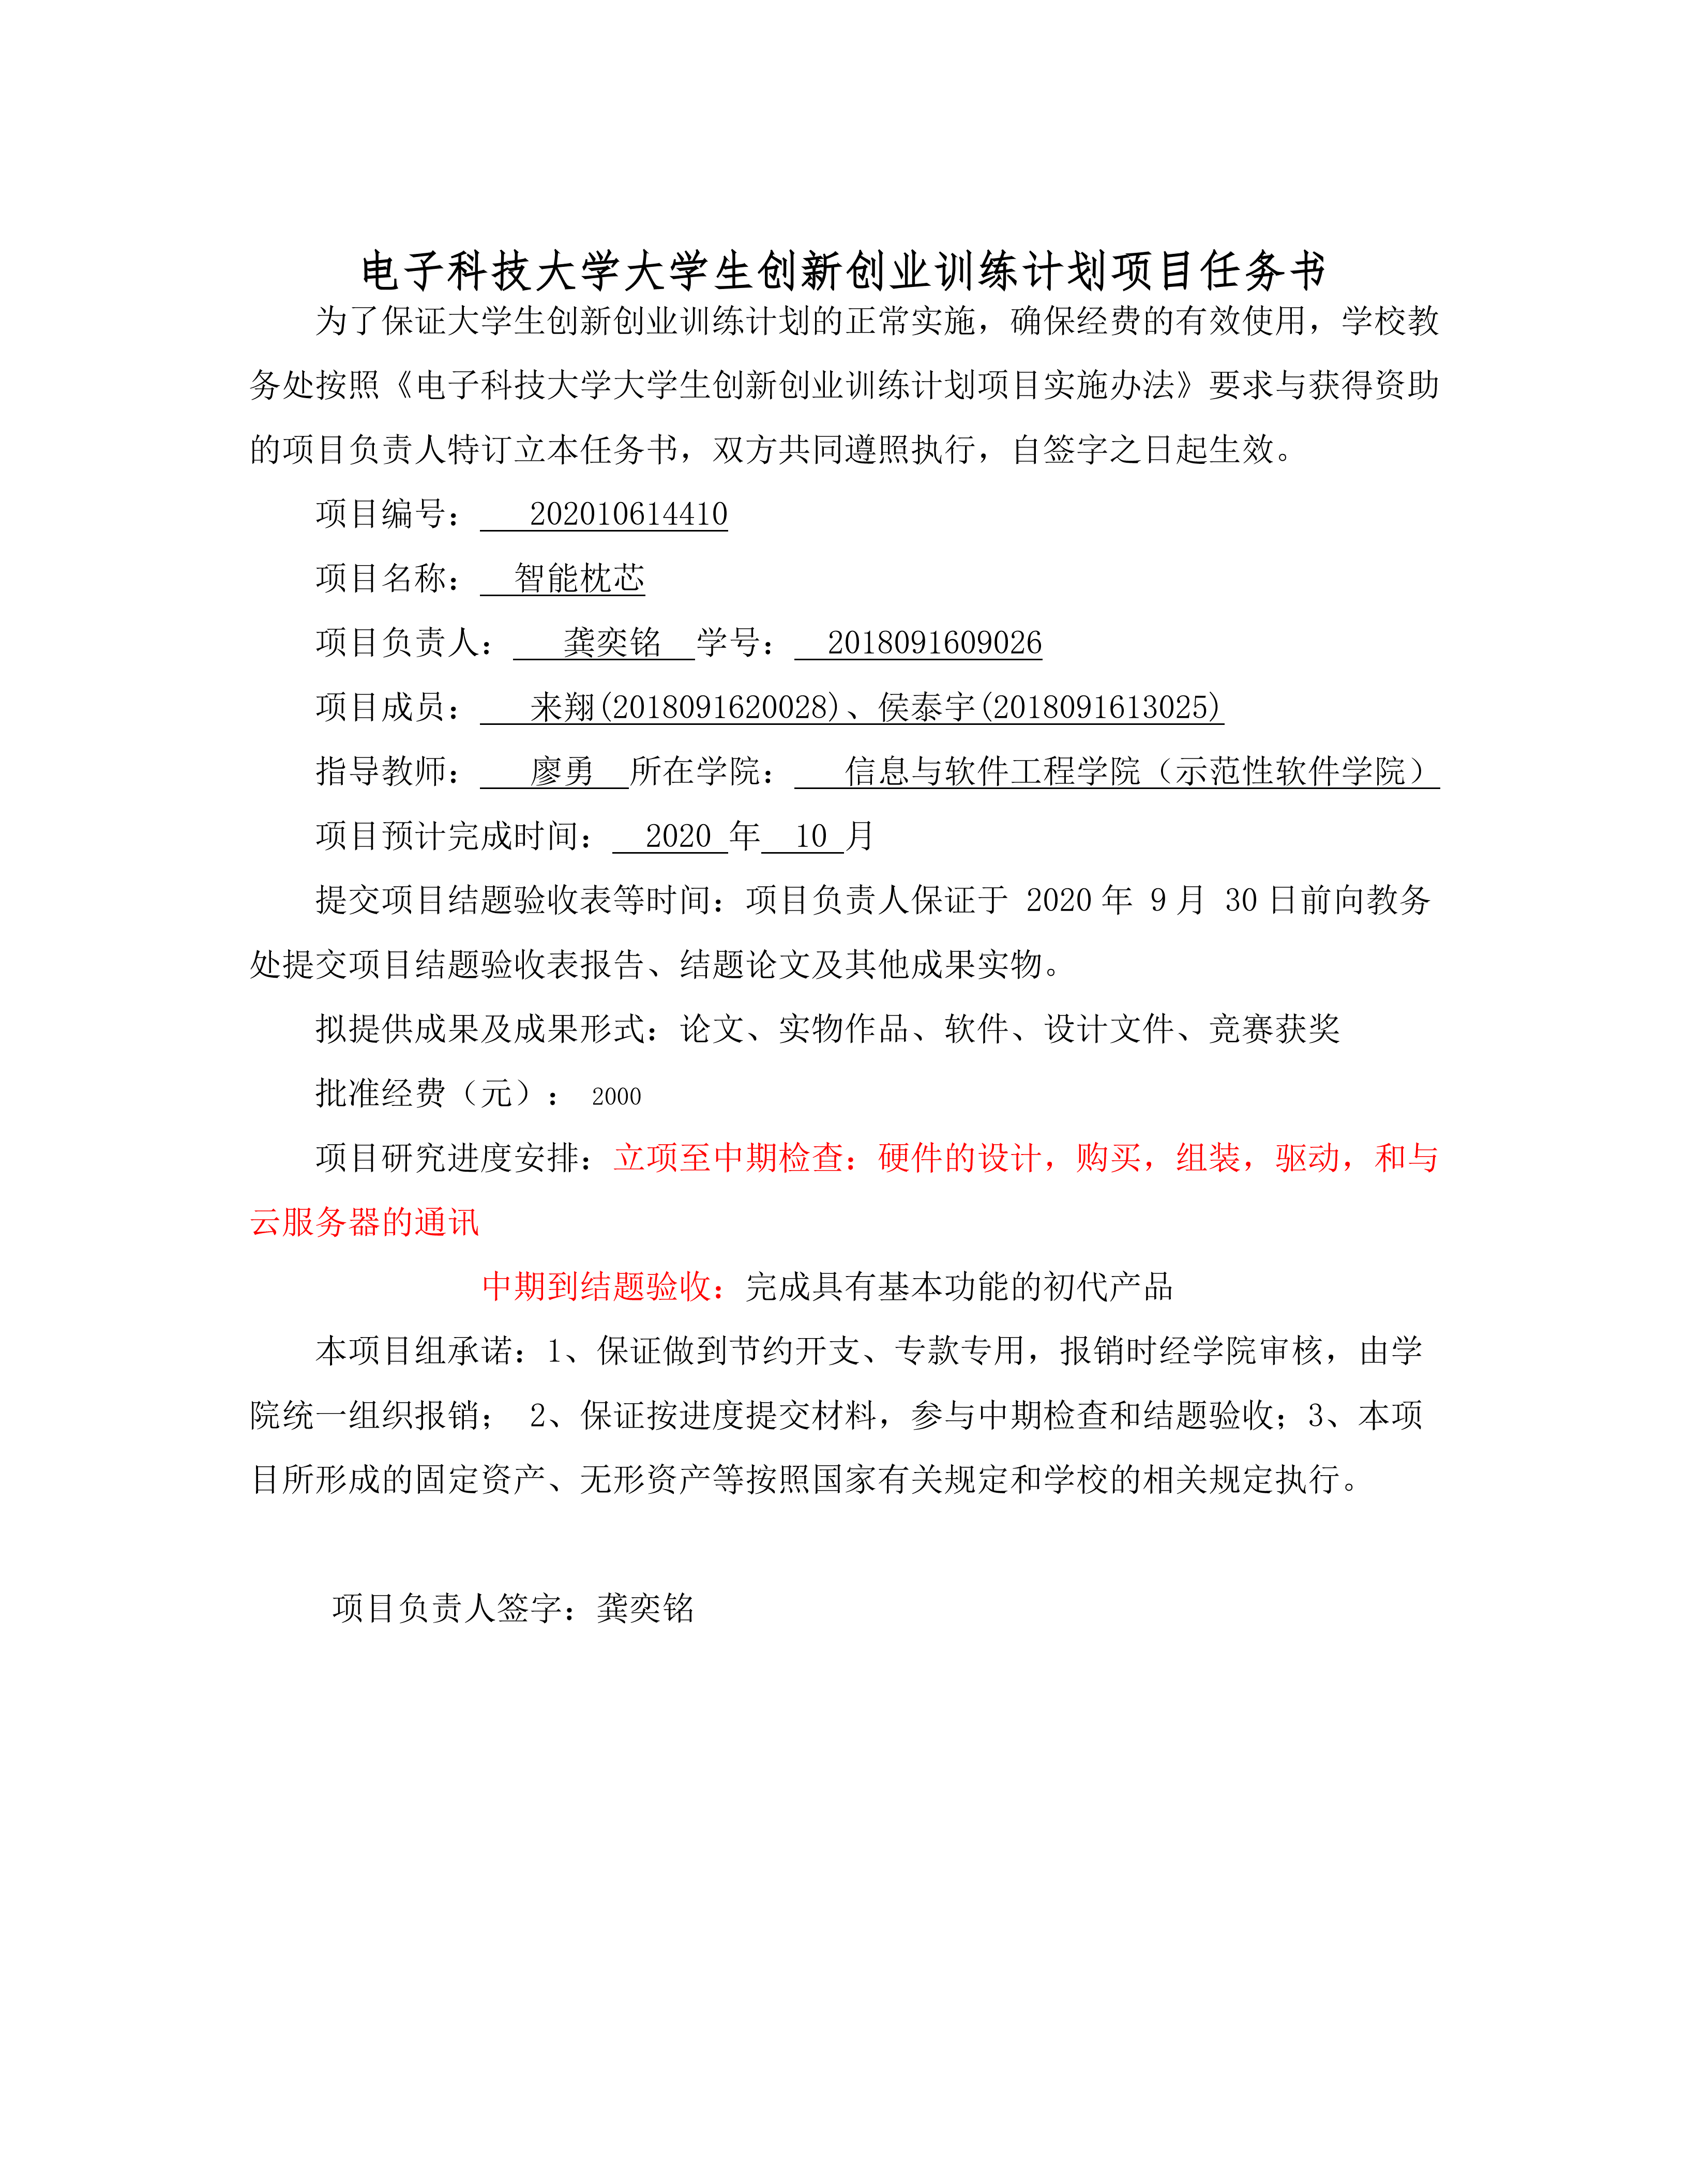 电子科技大学大学生创新创业训练计划项目任务书
为了保证大学生创新创业训练计划的正常实施，确保经费的有效使用，学校教
务处按照《电子科技大学大学生创新创业训练计划项目实施办法》要求与获得资助
的项目负责人特订立本任务书，双方共同遵照执行，自签字之日起生效。
项目编号： 202010614410
项目名称： 智能枕芯
项目负责人： 龚奕铭 学号： 2018091609026
项目成员： 来翔(2018091620028)、侯泰宇(2018091613025)
指导教师： 廖勇 所在学院： 信息与软件工程学院（示范性软件学院）
项目预计完成时间： 2020 年 10 月
提交项目结题验收表等时间：项目负责人保证于 2020 年 9 月 30 日前向教务
处提交项目结题验收表报告、结题论文及其他成果实物。
拟提供成果及成果形式：论文、实物作品、软件、设计文件、竞赛获奖
批准经费（元）： 2000
项目研究进度安排：立项至中期检查：硬件的设计，购买，组装，驱动，和与
云服务器的通讯
中期到结题验收：完成具有基本功能的初代产品
本项目组承诺：1、保证做到节约开支、专款专用，报销时经学院审核，由学
院统一组织报销； 2、保证按进度提交材料，参与中期检查和结题验收；3、本项
目所形成的固定资产、无形资产等按照国家有关规定和学校的相关规定执行。
项目负责人签字：龚奕铭